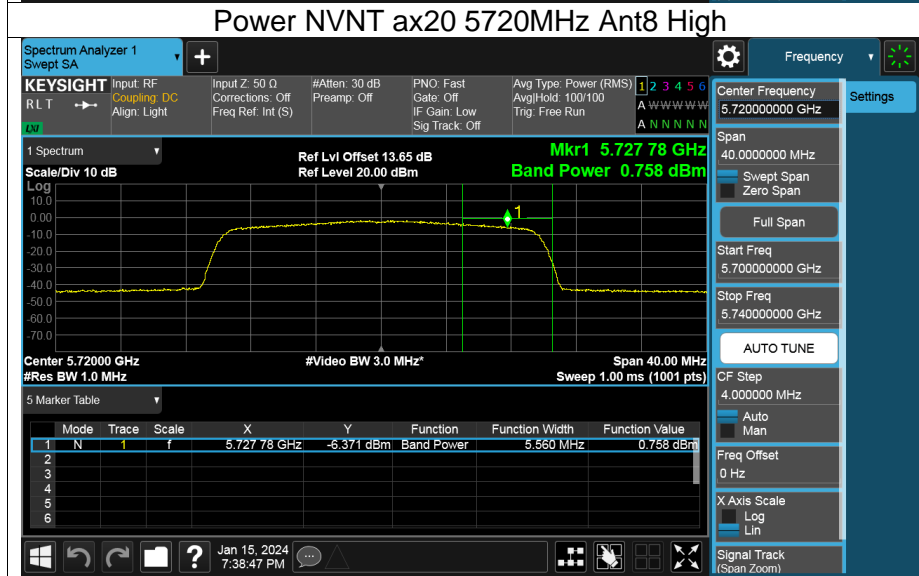 Power NVNT ax20 5720MHz Ant8 High
Spectrum Analyzer 1
Swept SA
+
Frequency
KEYSIGHT
RLT
LXI
Input: RF
Coupling: DC
Align: Light
Input Z: 50 Ω
Corrections: Off
Freq Ref: Int (S)
#Atten: 30 dB
Preamp: Off
PNO: Fast
Gate: Off
IF Gain: Low
Sig Track: Off
Avg Type: Power (RMS)
Avg|Hold: 100/100
Trig: Free Run
1 2 3 4 5 6
A W W W W W
A N N N N N
1 Spectrum
Scale/Div 10 dB
Ref Lvl Offset 13.65 dB
Ref Level 20.00 dBm
Mkr1 5.727 78 GHz
Band Power 0.758 dBm
Log
10.0
0.00
-10.0
-20.0
-30.0
-40.0
-50.0
-60.0
-70.0
1
Center 5.72000 GHz
#Res BW 1.0 MHz
#Video BW 3.0 MHz*
Span 40.00 MHz
Sweep 1.00 ms (1001 pts)
5 Marker Table
Mode Trace Scale X Y Function Function Width Function Value
1 N 1 f 5.727 78 GHz -6.371 dBm Band Power 5.560 MHz 0.758 dBm
2
3
4
5
6
?
Jan 15, 2024
7:38:47 PM
Center Frequency
5.720000000 GHz
Span
40.0000000 MHz
Swept Span
Zero Span
Full Span
Start Freq
5.700000000 GHz
Stop Freq
5.740000000 GHz
AUTO TUNE
CF Step
4.000000 MHz
Auto
Man
Freq Offset
0 Hz
X Axis Scale
Log
Lin
Signal Track
(Span Zoom)
Settings